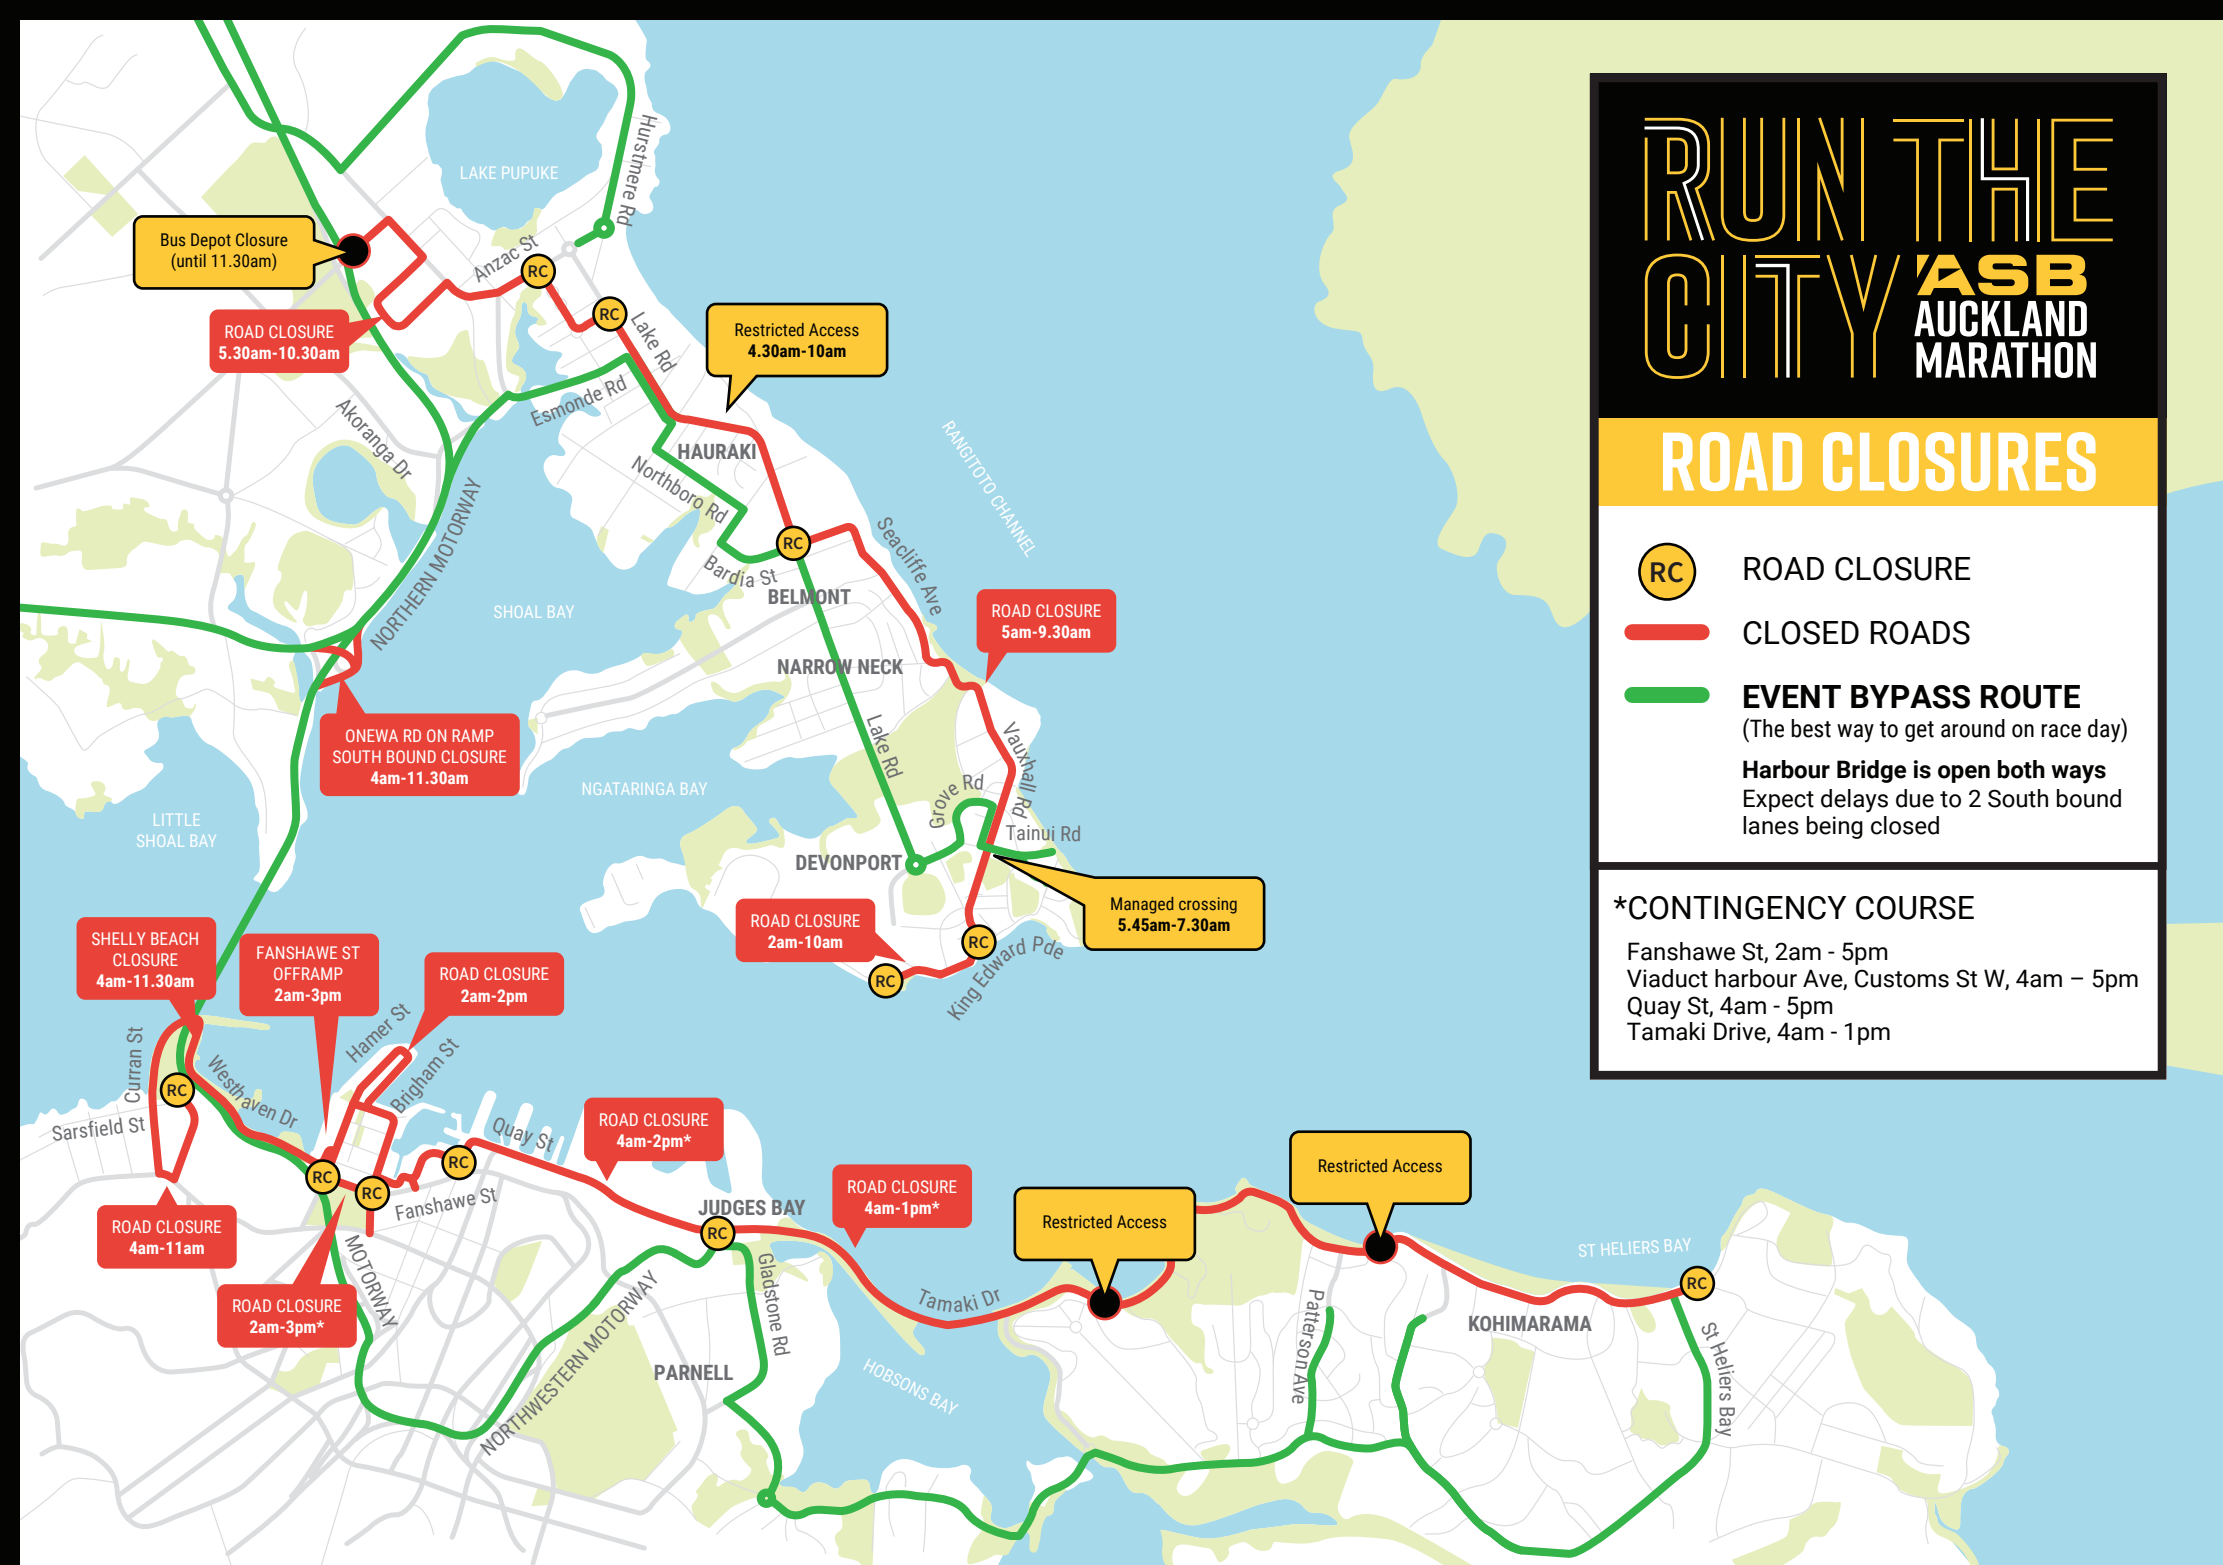 RUN THE
CITY
ASB
AUCKLAND
MARATHON
ROAD CLOSURES
RC
ROAD CLOSURE
CLOSED ROADS
EVENT BYPASS ROUTE
(The best way to get around on race day)
Harbour Bridge is open both ways
Expect delays due to 2 South bound
lanes being closed
*CONTINGENCY COURSE
Fanshawe St, 2am - 5pm
Viaduct harbour Ave, Customs St W, 4am – 5pm
Quay St, 4am - 5pm
Tamaki Drive, 4am - 1pm
LAKE PUPUKE
Hurstmere Rd
Bus Depot Closure
(until 11.30am)
Anzac St
RC
RC
Lake Rd
ROAD CLOSURE
5.30am-10.30am
Restricted Access
4.30am-10am
Esmonde Rd
Akoranga Dr
HAURAKI
Northboro Rd
RANGITOTO CHANNEL
NORTHERN MOTORWAY
RC
Seacliffe Ave
Bardia St
BELMONT
SHOAL BAY
ROAD CLOSURE
5am-9.30am
NARROW NECK
Lake Rd
Vauxhall Rd
ONEWA RD ON RAMP
SOUTH BOUND CLOSURE
4am-11.30am
NGATARINGA BAY
Grove Rd
Tainui Rd
LITTLE
SHOAL BAY
DEVONPORT
Managed crossing
5.45am-7.30am
ROAD CLOSURE
2am-10am
RC
RC
King Edward Pde
SHELLY BEACH
CLOSURE
4am-11.30am
FANSHAWE ST
OFFRAMP
2am-3pm
ROAD CLOSURE
2am-2pm
Hamer St
Brigham St
Curran St
RC
Westhaven Dr
Sarsfield St
RC
RC
RC
Quay St
Fanshawe St
ROAD CLOSURE
4am-2pm*
ROAD CLOSURE
4am-11am
ROAD CLOSURE
2am-3pm*
MOTORWAY
JUDGES BAY
RC
ROAD CLOSURE
4am-1pm*
Restricted Access
Restricted Access
ST HELIERS BAY
RC
Gladstone Rd
Tamaki Dr
NORTHWESTERN MOTORWAY
PARNELL
HOBSONS BAY
Patterson Ave
KOHIMARAMA
St Heliers Bay